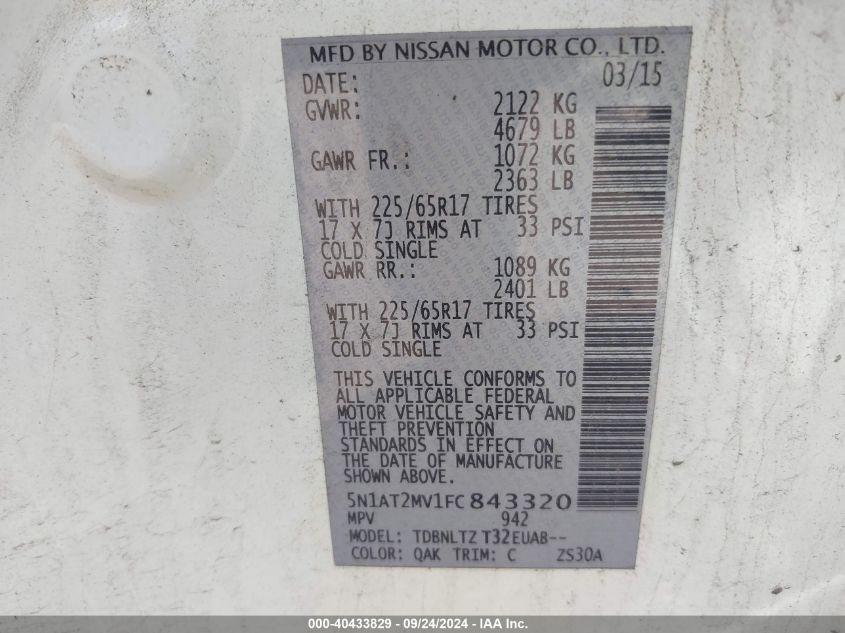 MFD BY NISSAN MOTOR CO., LTD.
DATE: 03/15
GVWR: 2122 KG
4679 LB
GAWR FR.: 1072 KG
2363 LB
WITH 225/65R17 TIRES
17 X 7J RIMS AT 33 PSI
COLD SINGLE
GAWR RR.: 1089 KG
2401 LB
WITH 225/65R17 TIRES
17 X 7J RIMS AT 33 PSI
COLD SINGLE
THIS VEHICLE CONFORMS TO
ALL APPLICABLE FEDERAL
MOTOR VEHICLE SAFETY AND
THEFT PREVENTION
STANDARDS IN EFFECT ON
THE DATE OF MANUFACTURE
SHOWN ABOVE.
5N1AT2MV1FC843320
MPV 942
MODEL: TDBNLTZ T32EUAB--
COLOR: QAK TRIM: C ZS30A
000-40433829 - 09/24/2024 - IAA Inc.